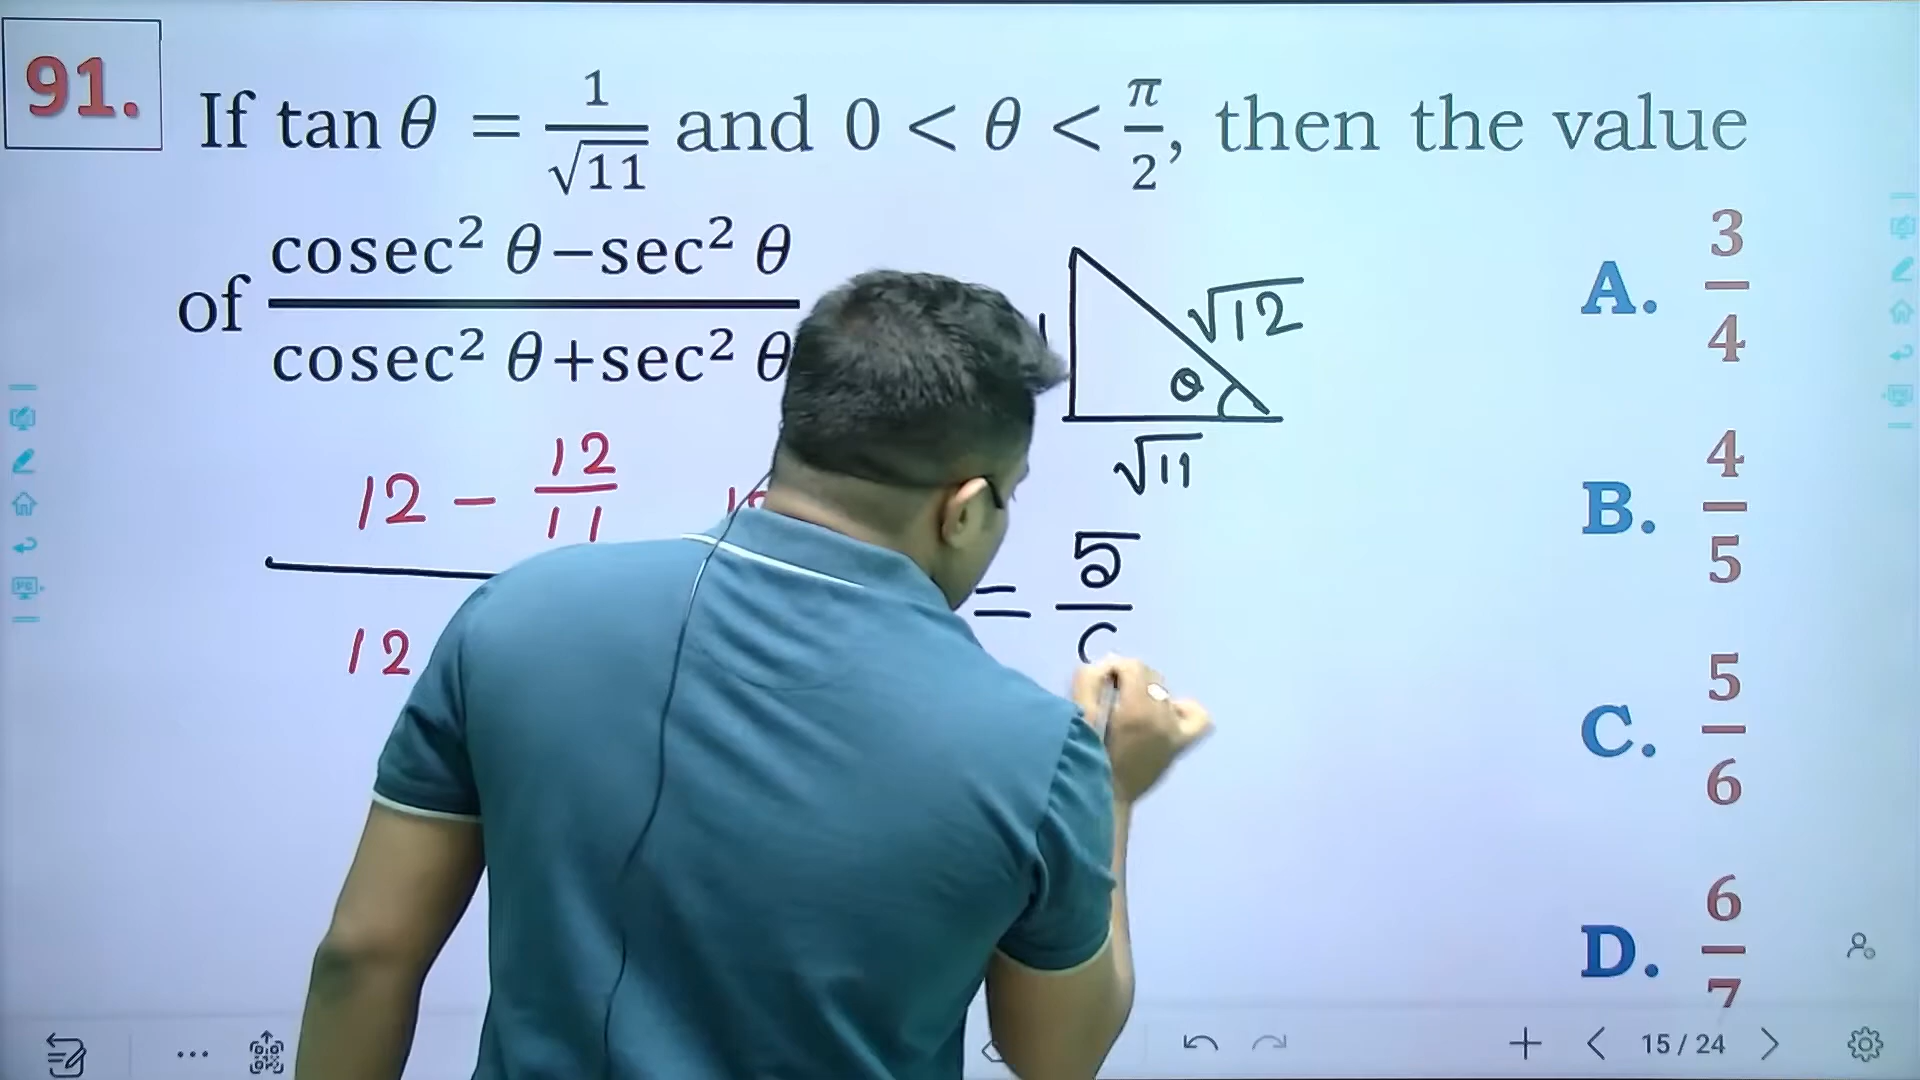 91.
If tan θ = 1/√11 and 0 < θ < π/2, then the value
of (cosec² θ−sec² θ)/(cosec² θ+sec² θ
√12
θ
√11
12 − 12/11
12
= 5/
A. 3/4
B. 4/5
C. 5/6
D. 6/7
15 / 24